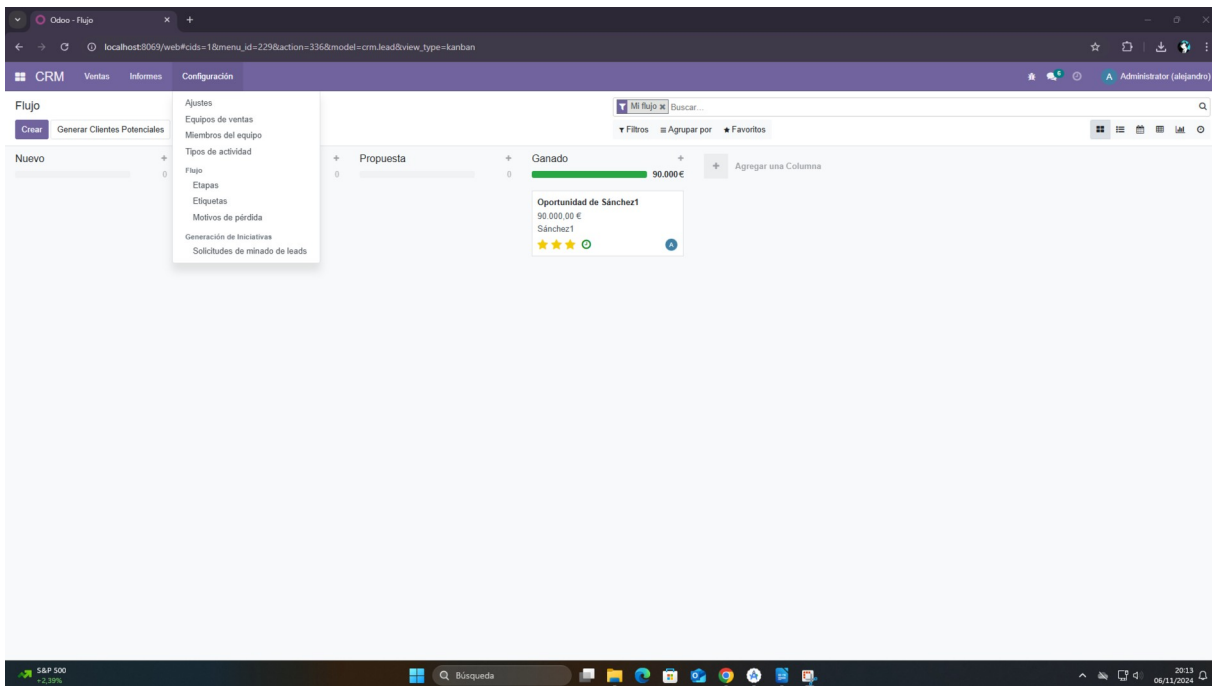 Odoo - Flujo
localhost:8069/web#cids=1&menu_id=229&action=336&model=crm.lead&view_type=kanban
CRM Ventas Informes Configuración 6 A Administrator (alejandro)
Flujo Mi flujo Buscar...
Crear Generar Clientes Potenciales Filtros Agrupar por Favoritos
Ajustes
Equipos de ventas
Miembros del equipo
Tipos de actividad
Flujo
Etapas
Etiquetas
Motivos de pérdida
Generación de Iniciativas
Solicitudes de minado de leads
Nuevo Propuesta Ganado Agregar una Columna
0 0 0 90.000 €
Oportunidad de Sánchez1
90.000,00 €
Sánchez1
A
S&P 500
+2,39%
Búsqueda
20:13
06/11/2024